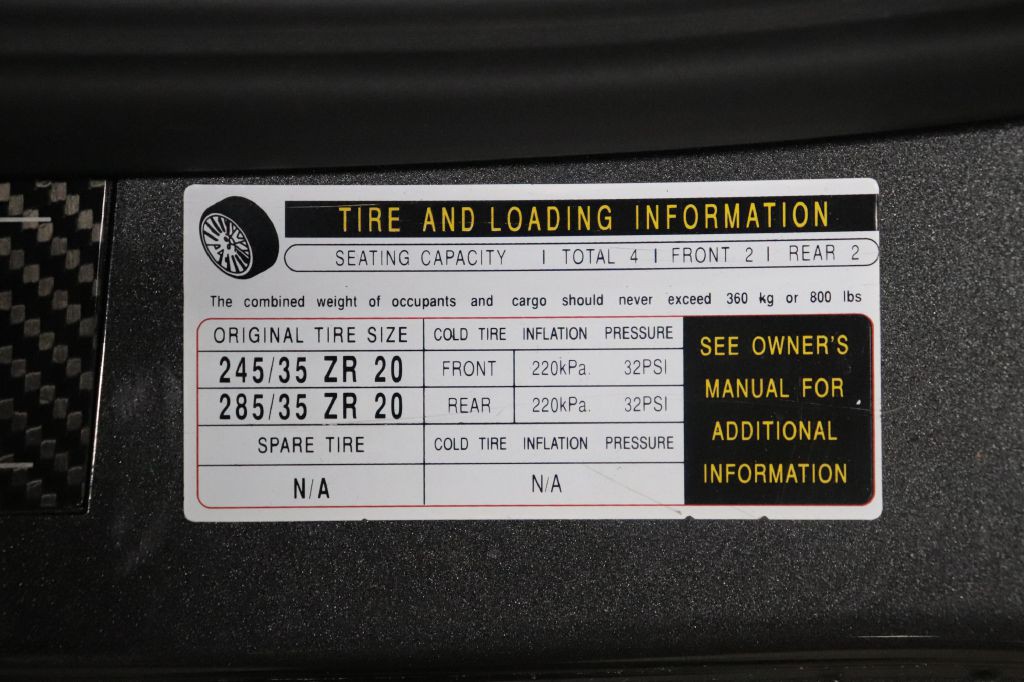 TIRE AND LOADING INFORMATION
SEATING CAPACITY | TOTAL 4 | FRONT 2 | REAR 2
The combined weight of occupants and cargo should never exceed 360 kg or 800 lbs
ORIGINAL TIRE SIZE COLD TIRE INFLATION PRESSURE
245/35 ZR 20 FRONT 220kPa. 32PSI
285/35 ZR 20 REAR 220kPa. 32PSI
SPARE TIRE COLD TIRE INFLATION PRESSURE
N/A N/A
SEE OWNER'S
MANUAL FOR
ADDITIONAL
INFORMATION